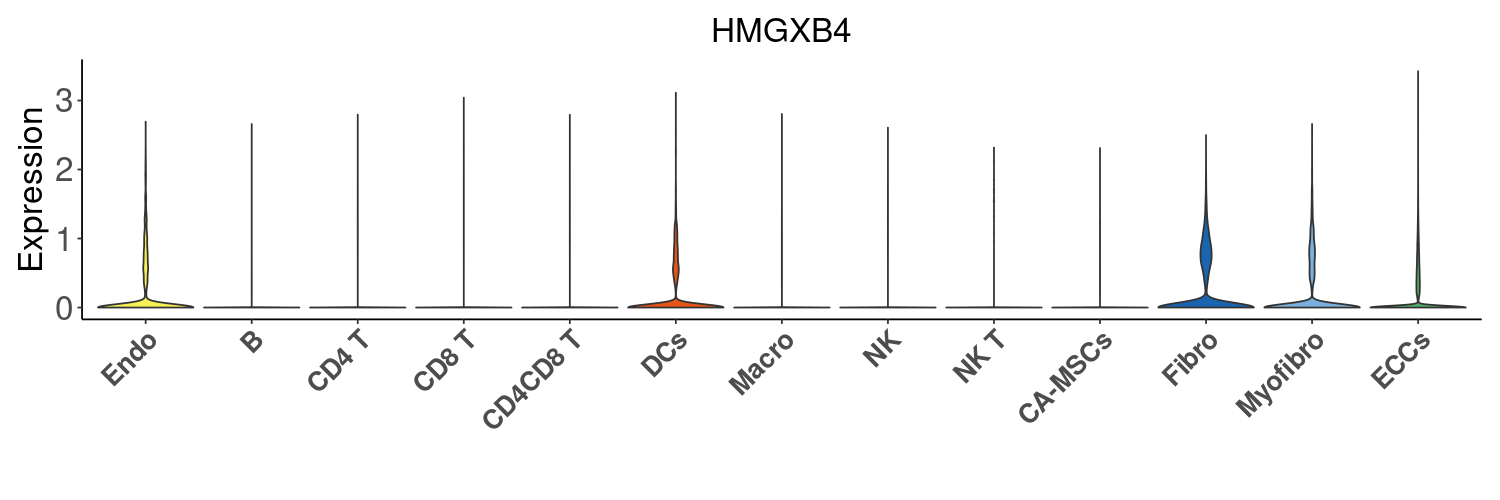 HMGXB4
Expression
3
2
1
0
Endo
B
CD4 T
CD8 T
CD4CD8 T
DCs
Macro
NK
NK T
CA-MSCs
Fibro
Myofibro
ECCs